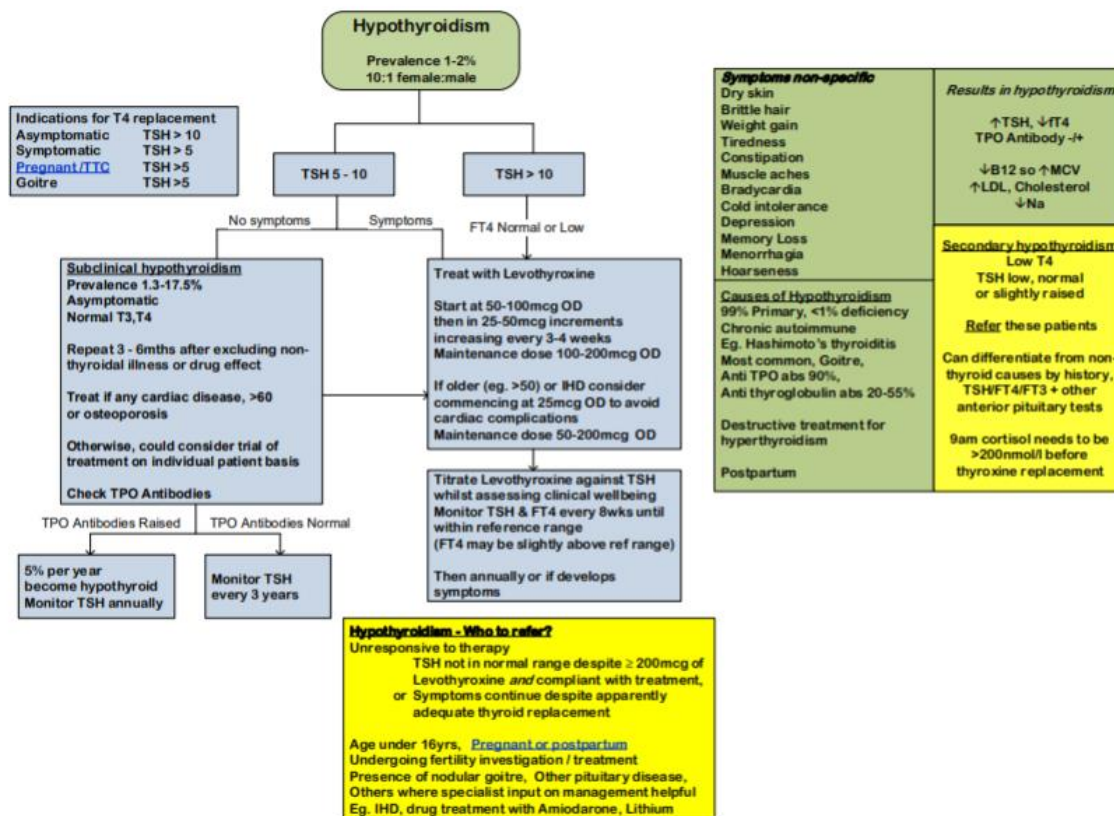 Hypothyroidism
Prevalence 1-2%
10:1 female:male
Indications for T4 replacement
Asymptomatic TSH > 10
Symptomatic TSH > 5
Pregnant /TTC TSH >5
Goitre TSH >5
TSH 5 - 10
TSH > 10
No symptoms
Symptoms
FT4 Normal or Low
Subclinical hypothyroidism
Prevalence 1.3-17.5%
Asymptomatic
Normal T3,T4
Repeat 3 - 6mths after excluding non-
thyroidal illness or drug effect
Treat if any cardiac disease, >60
or osteoporosis
Otherwise, could consider trial of
treatment on individual patient basis
Check TPO Antibodies
Treat with Levothyroxine
Start at 50-100mcg OD
then in 25-50mcg increments
increasing every 3-4 weeks
Maintenance dose 100-200mcg OD
If older (eg. >50) or IHD consider
commencing at 25mcg OD to avoid
cardiac complications
Maintenance dose 50-200mcg OD
TPO Antibodies Raised
TPO Antibodies Normal
5% per year
become hypothyroid
Monitor TSH annually
Monitor TSH
every 3 years
Titrate Levothyroxine against TSH
whilst assessing clinical wellbeing
Monitor TSH & FT4 every 8wks until
within reference range
(FT4 may be slightly above ref range)
Then annually or if develops
symptoms
Hypothyroidism - Who to refer?
Unresponsive to therapy
TSH not in normal range despite ≥ 200mcg of
Levothyroxine and compliant with treatment,
or Symptoms continue despite apparently
adequate thyroid replacement
Age under 16yrs, Pregnant or postpartum
Undergoing fertility investigation / treatment
Presence of nodular goitre, Other pituitary disease,
Others where specialist input on management helpful
Eg. IHD, drug treatment with Amiodarone, Lithium
Symptoms non-specific
Dry skin
Brittle hair
Weight gain
Tiredness
Constipation
Muscle aches
Bradycardia
Cold intolerance
Depression
Memory Loss
Menorrhagia
Hoarseness
Causes of Hypothyroidism
99% Primary, <1% deficiency
Chronic autoimmune
Eg. Hashimoto's thyroiditis
Most common, Goitre,
Anti TPO abs 90%,
Anti thyroglobulin abs 20-55%
Destructive treatment for
hyperthyroidism
Postpartum
Results in hypothyroidism
↑TSH, ↓fT4
TPO Antibody -/+
↓B12 so ↑MCV
↑LDL, Cholesterol
↓Na
Secondary hypothyroidism
Low T4
TSH low, normal
or slightly raised
Refer these patients
Can differentiate from non-
thyroid causes by history,
TSH/FT4/FT3 + other
anterior pituitary tests
9am cortisol needs to be
>200nmol/l before
thyroxine replacement